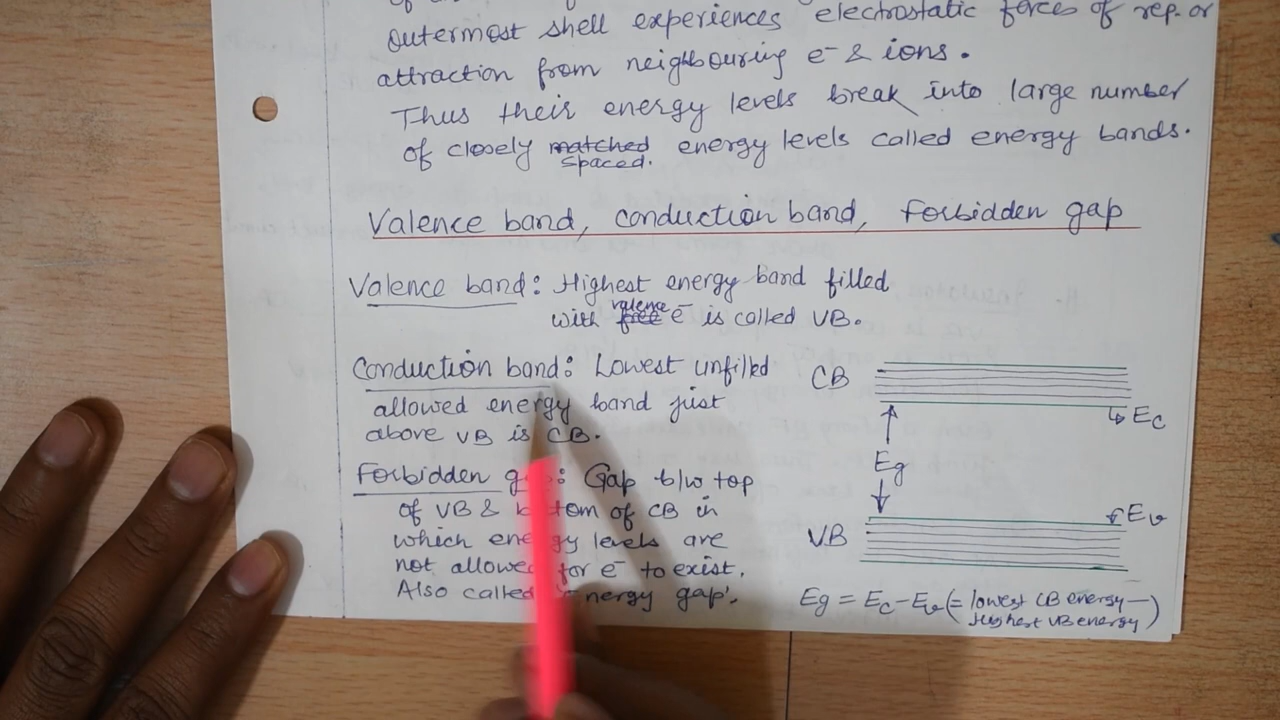 outermost shell experiences electrostatic forces of rep. or
attraction from neighbouring e⁻ & ions.
Thus their energy levels break into large number
of closely matched energy levels called energy bands.
spaced.
Valence band, conduction band, Forbidden gap
Valence band: Highest energy band filled
valence
with free e⁻ is called VB.
Conduction band: Lowest unfilled
allowed energy band just
above VB is CB.
Forbidden : Gap b/w top
of VB & of CB in
which levels are
not allowed for e⁻ to exist.
Also called energy gap'.
CB
Ec
Eg
Ev
VB
Eg = Ec - Ev (= lowest CB energy —
Highest VB energy)